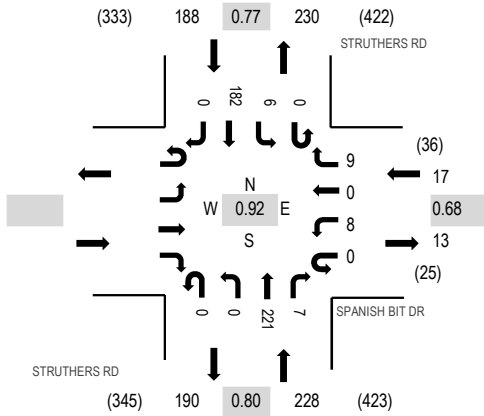 (333) 188 0.77 230 (422)
STRUTHERS RD
0 182 6 0
9
0
8
0
(36)
17
0.68
13
(25)
N
W 0.92 E
S
0 0 221 7
SPANISH BIT DR
STRUTHERS RD
(345) 190 0.80 228 (423)